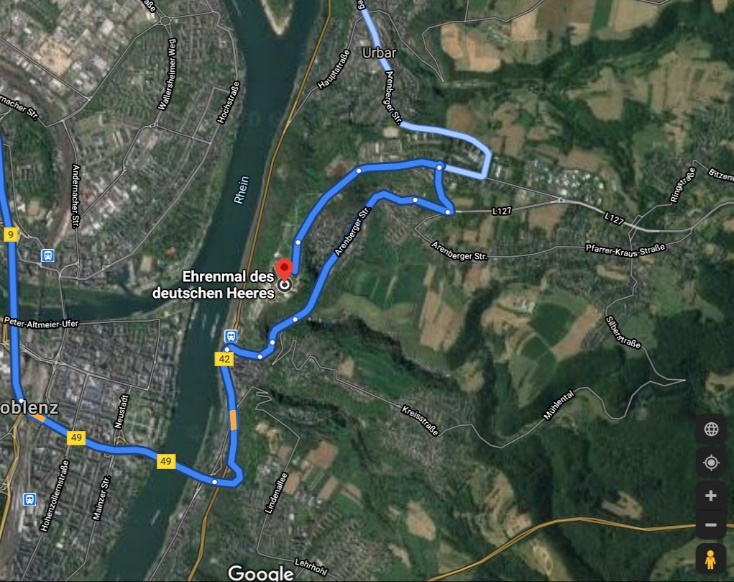 Urbar
Hauptstraße
Arenberger Str.
Wallersheimer Weg
Hochstraße
Andernacher Str.
Rhein
9
L127
L127
Ringstraße
Arenberger Str.
Arenberger Str.
Pfarrer-Kraus-Straße
Ehrenmal des
deutschen Heeres
Peter-Altmeier-Ufer
42
Silberstraße
oblenz
Neustadt
49
49
Kreisstraße
Mühlental
Hohenzollernstraße
Mainzer Str.
Lindenallee
Lehrhohl
Google